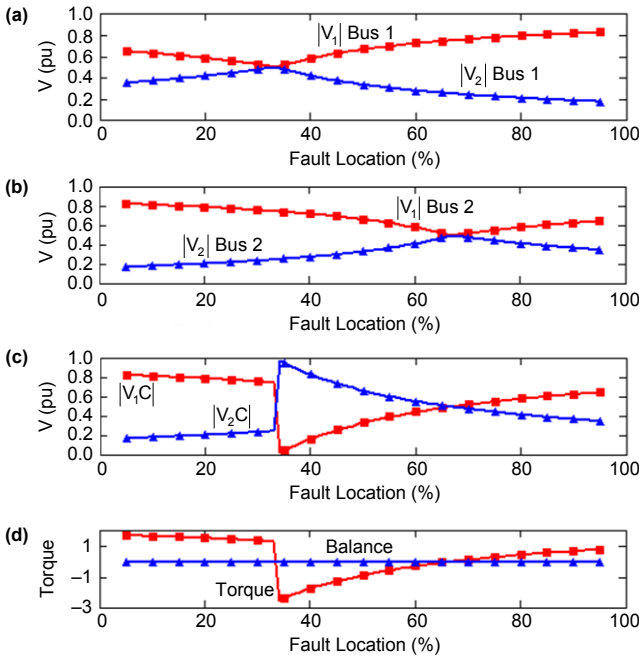 (a)
1.0
0.8
0.6
0.4
0.2
0.0
V (pu)
|V₁| Bus 1
|V₂| Bus 1
0 20 40 60 80 100
Fault Location (%)
(b)
1.0
0.8
0.6
0.4
0.2
0.0
V (pu)
|V₁| Bus 2
|V₂| Bus 2
0 20 40 60 80 100
Fault Location (%)
(c)
1.0
0.8
0.6
0.4
0.2
0.0
V (pu)
|V₁C|
|V₂C|
0 20 40 60 80 100
Fault Location (%)
(d)
1
–1
–3
Torque
Balance
Torque
0 20 40 60 80 100
Fault Location (%)